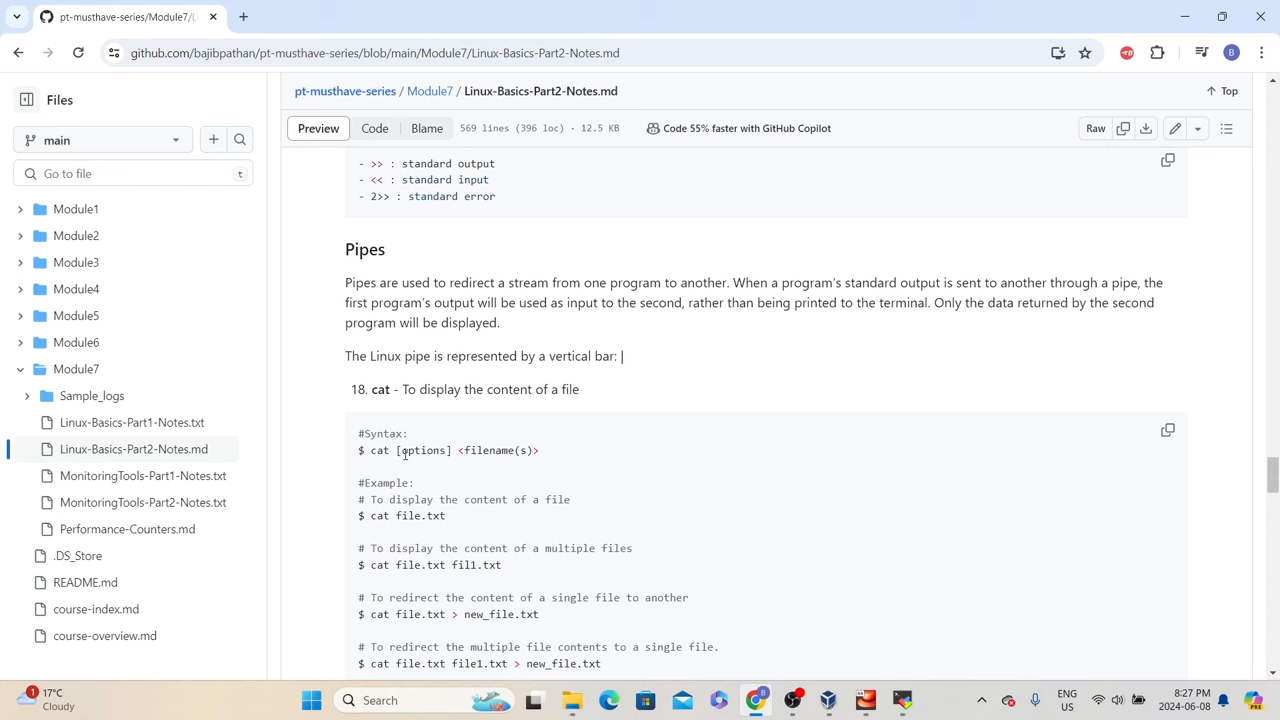 pt-musthave-series/Module7/Li
github.com/bajibpathan/pt-musthave-series/blob/main/Module7/Linux-Basics-Part2-Notes.md
B
Files
pt-musthave-series / Module7 / Linux-Basics-Part2-Notes.md
Top
main
Preview
Code
Blame
569 lines (396 loc) · 12.5 KB
Code 55% faster with GitHub Copilot
Raw
Go to file
t
Module1
Module2
Module3
Module4
Module5
Module6
Module7
Sample_logs
Linux-Basics-Part1-Notes.txt
Linux-Basics-Part2-Notes.md
MonitoringTools-Part1-Notes.txt
MonitoringTools-Part2-Notes.txt
Performance-Counters.md
.DS_Store
README.md
course-index.md
course-overview.md
- >> : standard output
- << : standard input
- 2>> : standard error
Pipes
Pipes are used to redirect a stream from one program to another. When a program's standard output is sent to another through a pipe, the
first program's output will be used as input to the second, rather than being printed to the terminal. Only the data returned by the second
program will be displayed.
The Linux pipe is represented by a vertical bar: |
18. cat - To display the content of a file
#Syntax:
$ cat [options] <filename(s)>
#Example:
# To display the content of a file
$ cat file.txt
# To display the content of a multiple files
$ cat file.txt fil1.txt
# To redirect the content of a single file to another
$ cat file.txt > new_file.txt
# To redirect the multiple file contents to a single file.
$ cat file.txt file1.txt > new_file.txt
1
17°C
Cloudy
Search
B
ENG
US
8:27 PM
2024-06-08
PRE